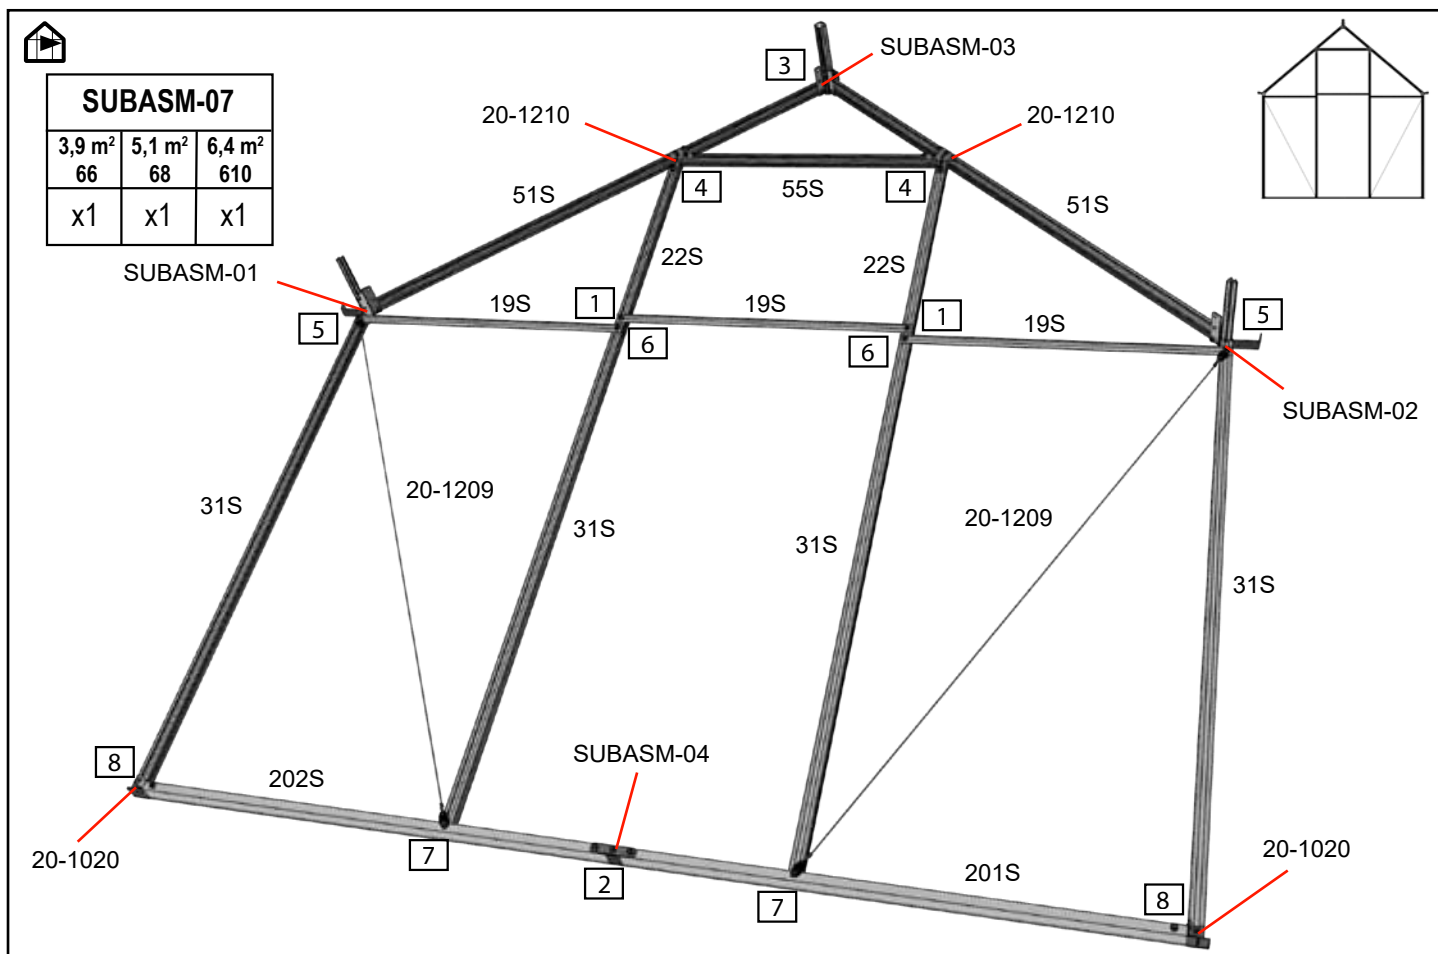 SUBASM-07
3,9 m² 5,1 m² 6,4 m²
66 68 610
x1 x1 x1
3
SUBASM-03
20-1210
20-1210
4
55S
4
51S
51S
22S
22S
SUBASM-01
19S
1
19S
1
19S
5
5
6
6
SUBASM-02
31S
20-1209
31S
31S
20-1209
31S
8
202S
SUBASM-04
20-1020
7
2
7
201S
8
20-1020